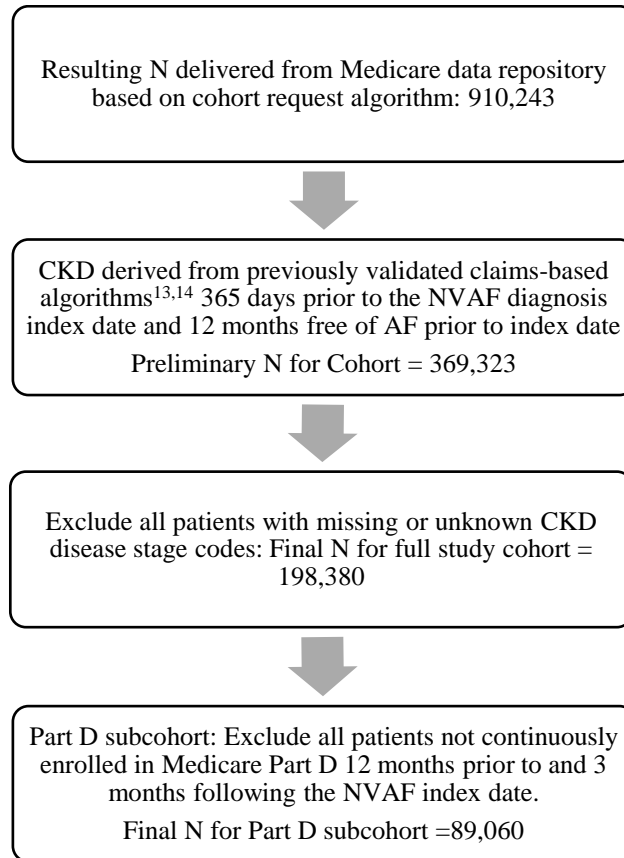 Resulting N delivered from Medicare data repository
based on cohort request algorithm: 910,243
CKD derived from previously validated claims-based
algorithms13,14 365 days prior to the NVAF diagnosis
index date and 12 months free of AF prior to index date
Preliminary N for Cohort = 369,323
Exclude all patients with missing or unknown CKD
disease stage codes: Final N for full study cohort =
198,380
Part D subcohort: Exclude all patients not continuously
enrolled in Medicare Part D 12 months prior to and 3
months following the NVAF index date.
Final N for Part D subcohort =89,060